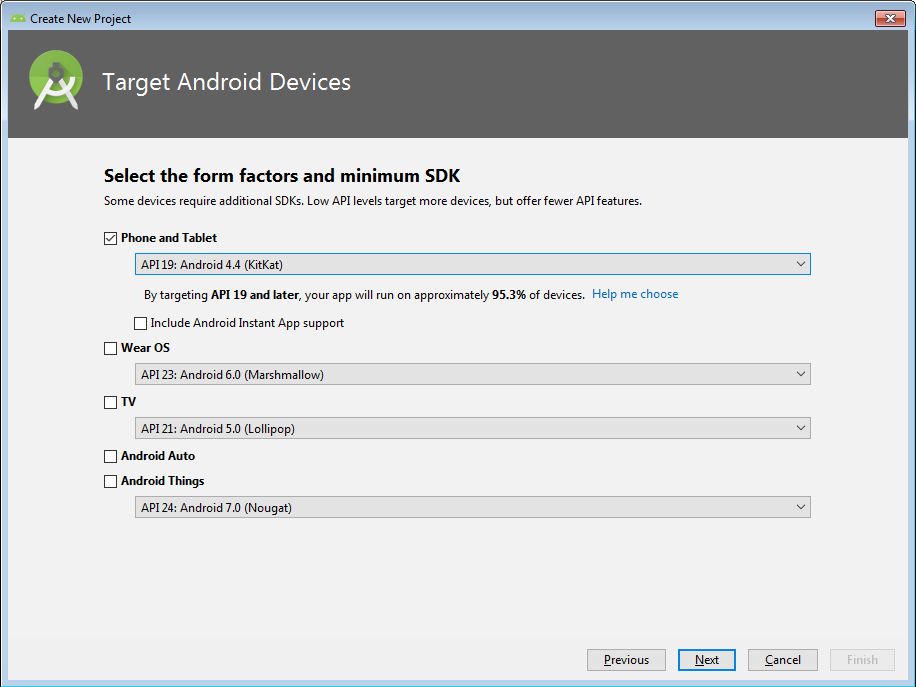 Create New Project
Target Android Devices
Select the form factors and minimum SDK
Some devices require additional SDKs. Low API levels target more devices, but offer fewer API features.
Phone and Tablet
API 19: Android 4.4 (KitKat)
By targeting API 19 and later, your app will run on approximately 95.3% of devices. Help me choose
Include Android Instant App support
Wear OS
API 23: Android 6.0 (Marshmallow)
TV
API 21: Android 5.0 (Lollipop)
Android Auto
Android Things
API 24: Android 7.0 (Nougat)
Previous Next Cancel Finish